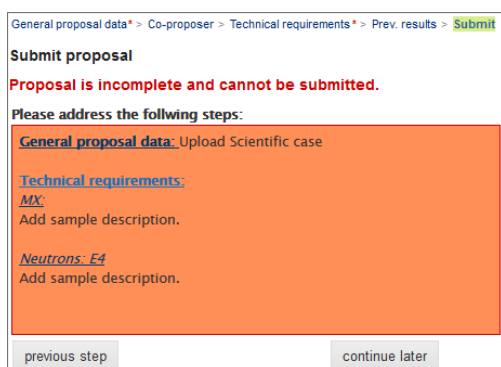 General proposal data* > Co-proposer > Technical requirements* > Prev. results > Submit
Submit proposal
Proposal is incomplete and cannot be submitted.
Please address the follwing steps:
General proposal data: Upload Scientific case
Technical requirements:
MX:
Add sample description.
Neutrons: E4
Add sample description.
previous step continue later